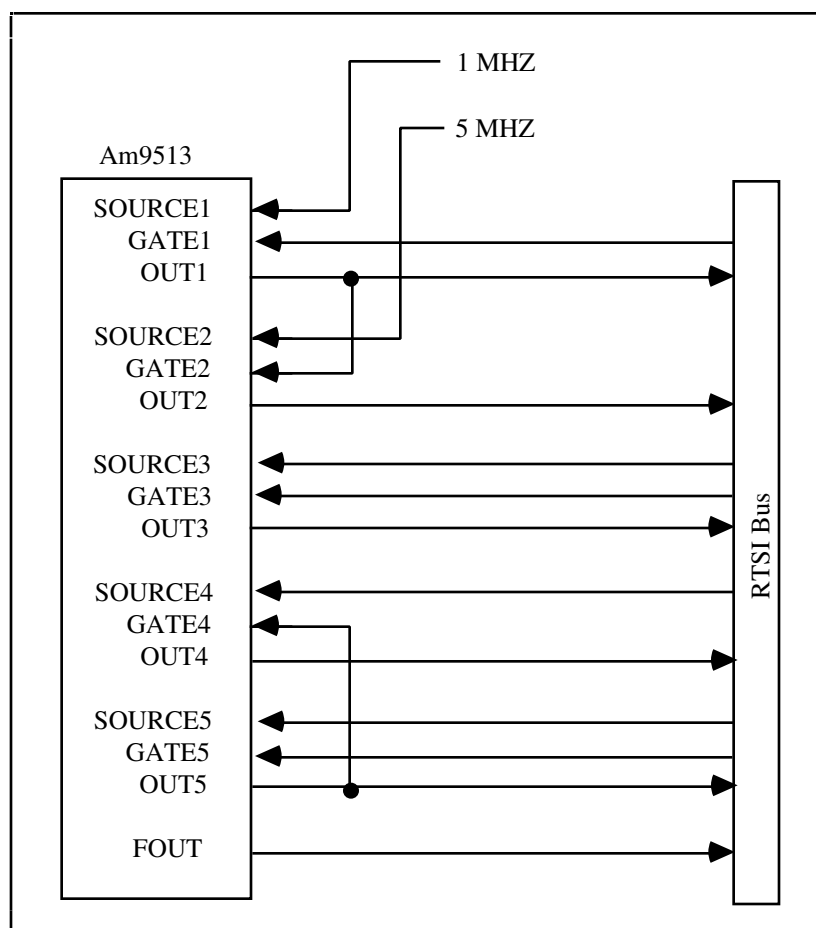 1 MHZ
5 MHZ
Am9513
SOURCE1
GATE1
OUT1
SOURCE2
GATE2
OUT2
SOURCE3
GATE3
OUT3
SOURCE4
GATE4
OUT4
SOURCE5
GATE5
OUT5
FOUT
RTSI Bus